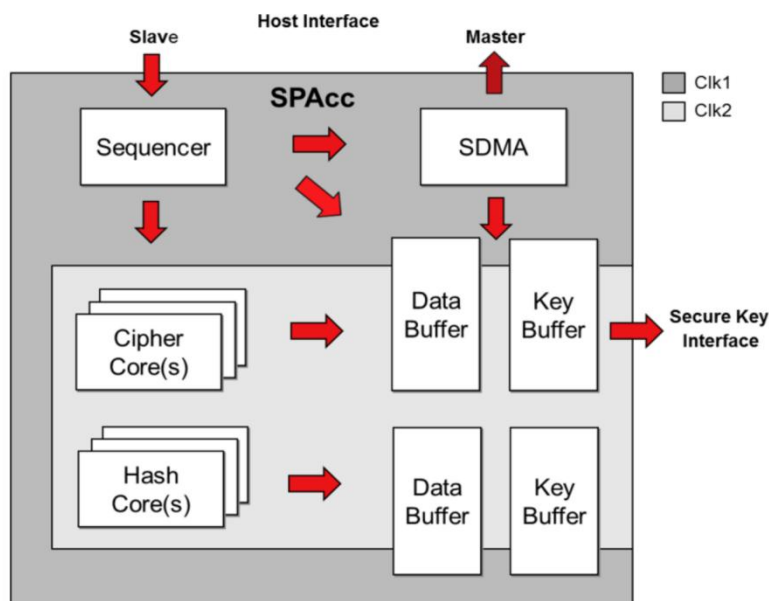 Host Interface
Slave
Master
SPAcc
Clk1
Clk2
Sequencer
SDMA
Data
Buffer
Key
Buffer
Cipher
Core(s)
Secure Key
Interface
Hash
Core(s)
Data
Buffer
Key
Buffer